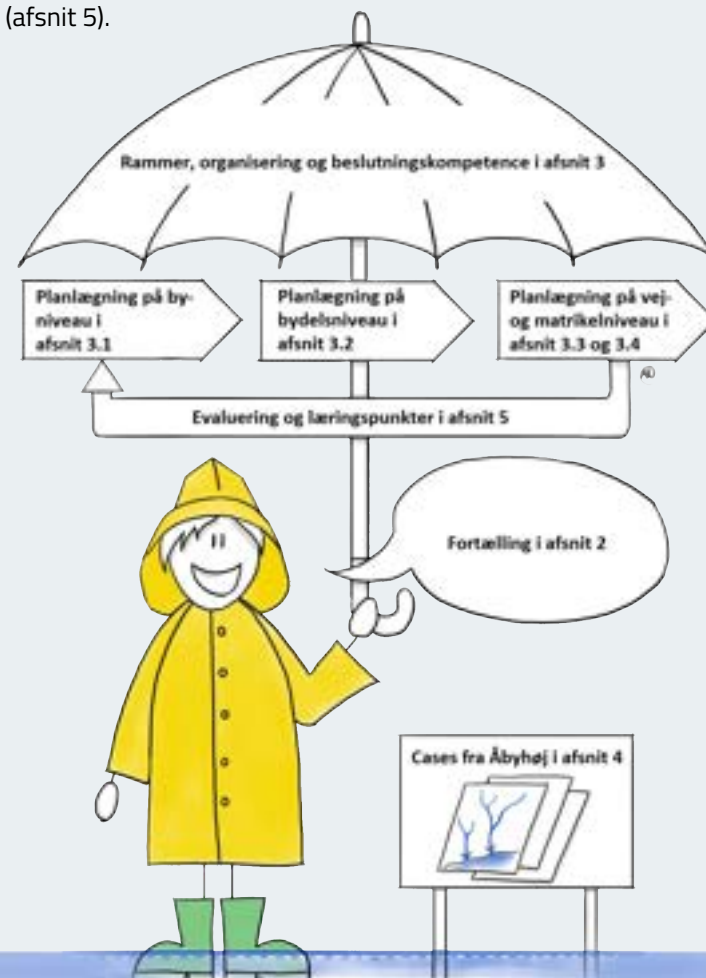 (afsnit 5).
Rammer, organisering og beslutningskompetence i afsnit 3
Planlægning på by-
niveau i
afsnit 3.1
Planlægning på
bydelsniveau i
afsnit 3.2
Planlægning på vej-
og matrikelniveau i
afsnit 3.3 og 3.4
Evaluering og læringspunkter i afsnit 5
Fortælling i afsnit 2
Cases fra Åbyhøj i afsnit 4